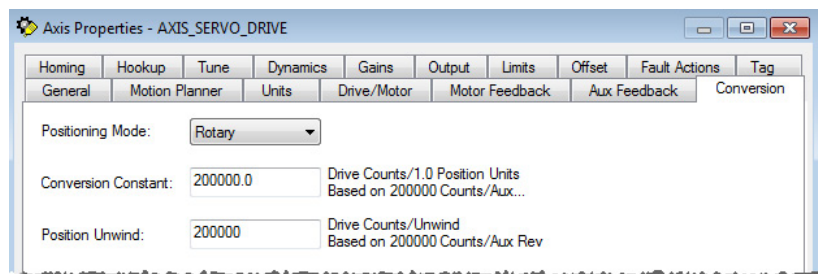 Axis Properties - AXIS_SERVO_DRIVE
Homing Hookup Tune Dynamics Gains Output Limits Offset Fault Actions Tag
General Motion Planner Units Drive/Motor Motor Feedback Aux Feedback Conversion
Positioning Mode: Rotary
Conversion Constant: 200000.0 Drive Counts/1.0 Position Units
Based on 200000 Counts/Aux...
Position Unwind: 200000 Drive Counts/Unwind
Based on 200000 Counts/Aux Rev